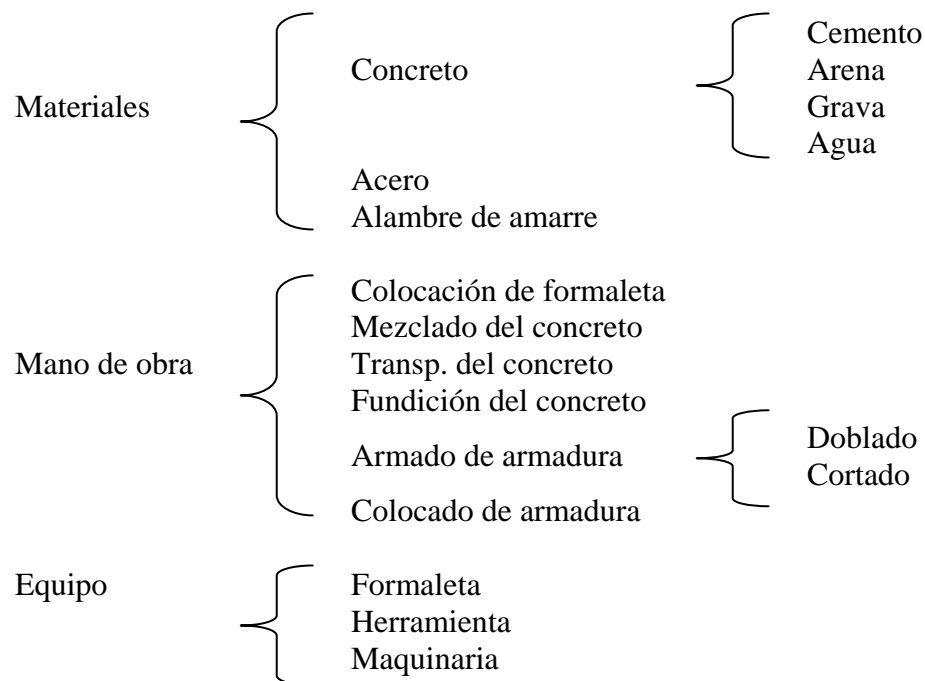 Materiales
Concreto
Cemento
Arena
Grava
Agua
Acero
Alambre de amarre
Mano de obra
Colocación de formaleta
Mezclado del concreto
Transp. del concreto
Fundición del concreto
Armado de armadura
Doblado
Cortado
Colocado de armadura
Equipo
Formaleta
Herramienta
Maquinaria